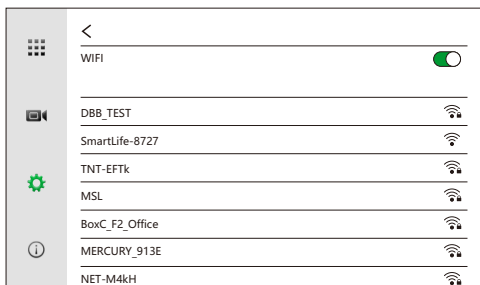 WIFI
DBB_TEST
SmartLife-8727
TNT-EFTk
MSL
BoxC_F2_Office
MERCURY_913E
NET-M4kH